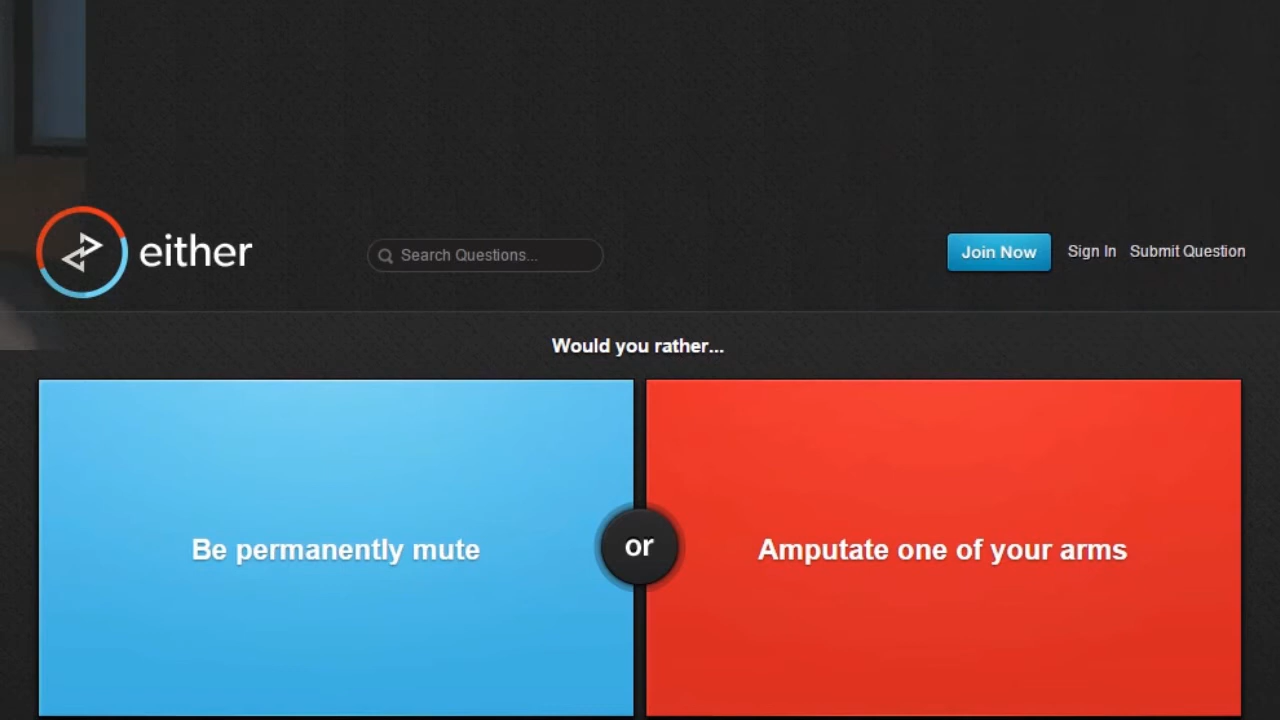 either
Search Questions...
Join Now
Sign In
Submit Question
Would you rather...
Be permanently mute
or
Amputate one of your arms